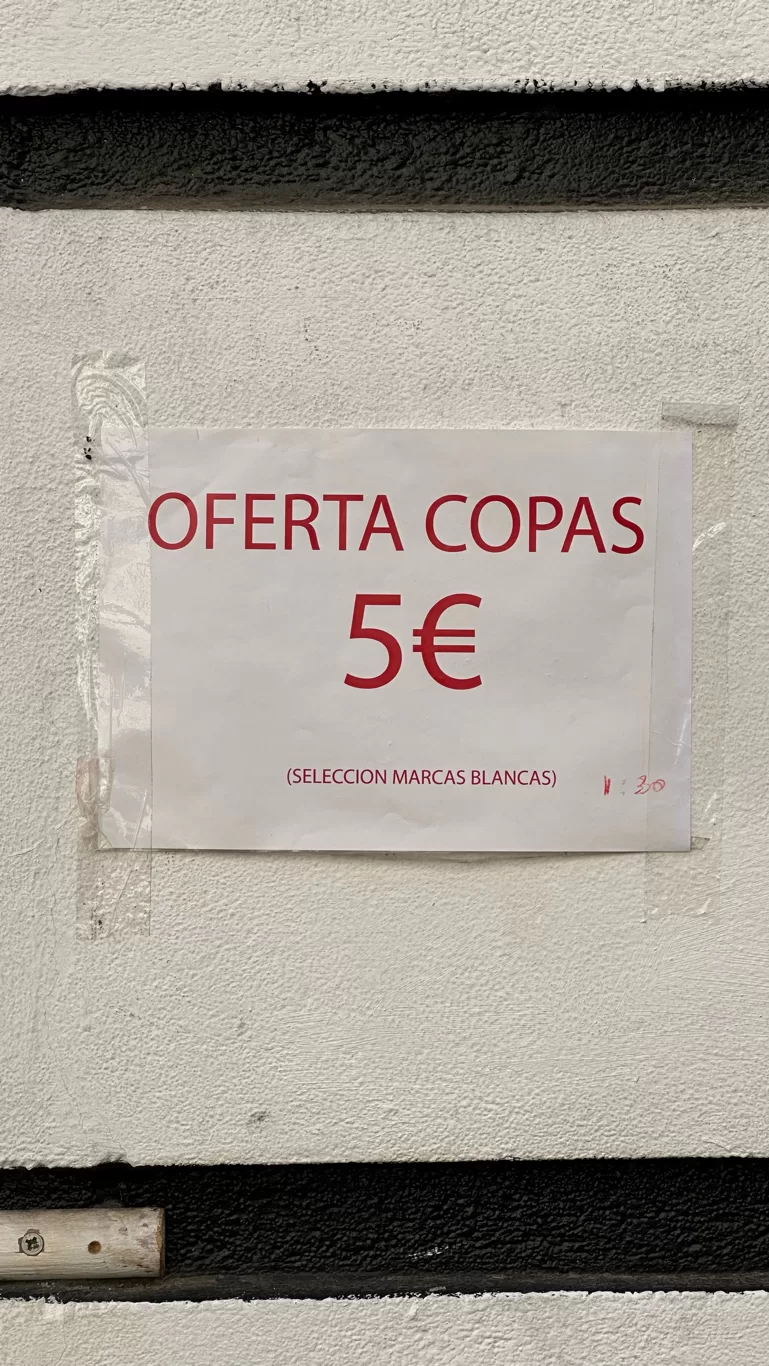 OFERTA COPAS
5€
(SELECCION MARCAS BLANCAS)